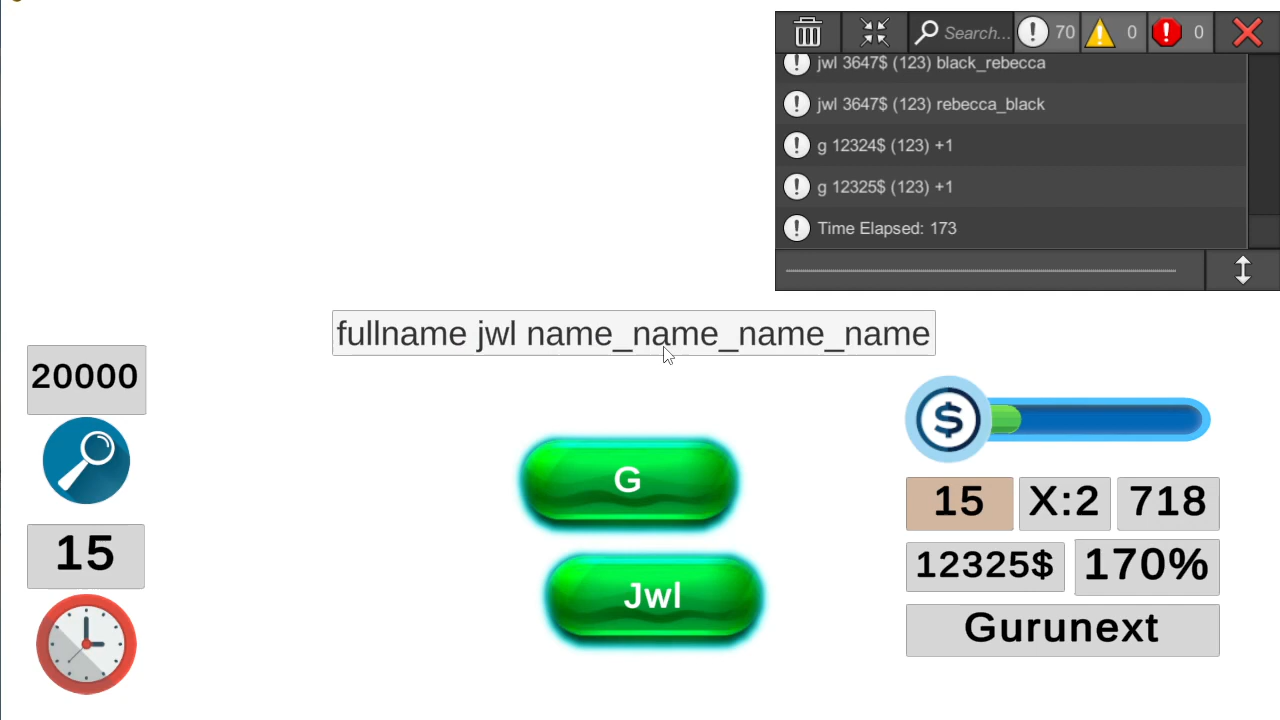 Search... 70 0 0
jwl 3647$ (123) black_rebecca
jwl 3647$ (123) rebecca_black
g 12324$ (123) +1
g 12325$ (123) +1
Time Elapsed: 173
fullname jwl name_name_name_name
20000
15
G
Jwl
15 X:2 718
12325$ 170%
Gurunext